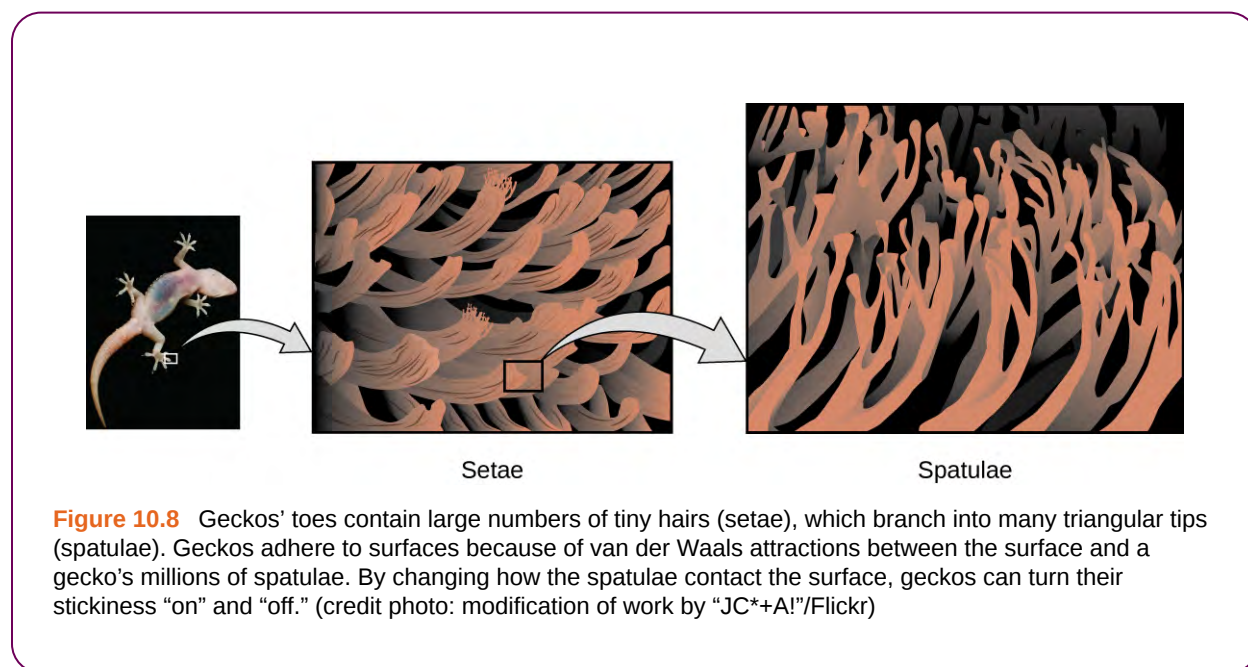 Setae
Spatulae
Figure 10.8 Geckos’ toes contain large numbers of tiny hairs (setae), which branch into many triangular tips
(spatulae). Geckos adhere to surfaces because of van der Waals attractions between the surface and a
gecko’s millions of spatulae. By changing how the spatulae contact the surface, geckos can turn their
stickiness “on” and “off.” (credit photo: modification of work by “JC*+A!”/Flickr)